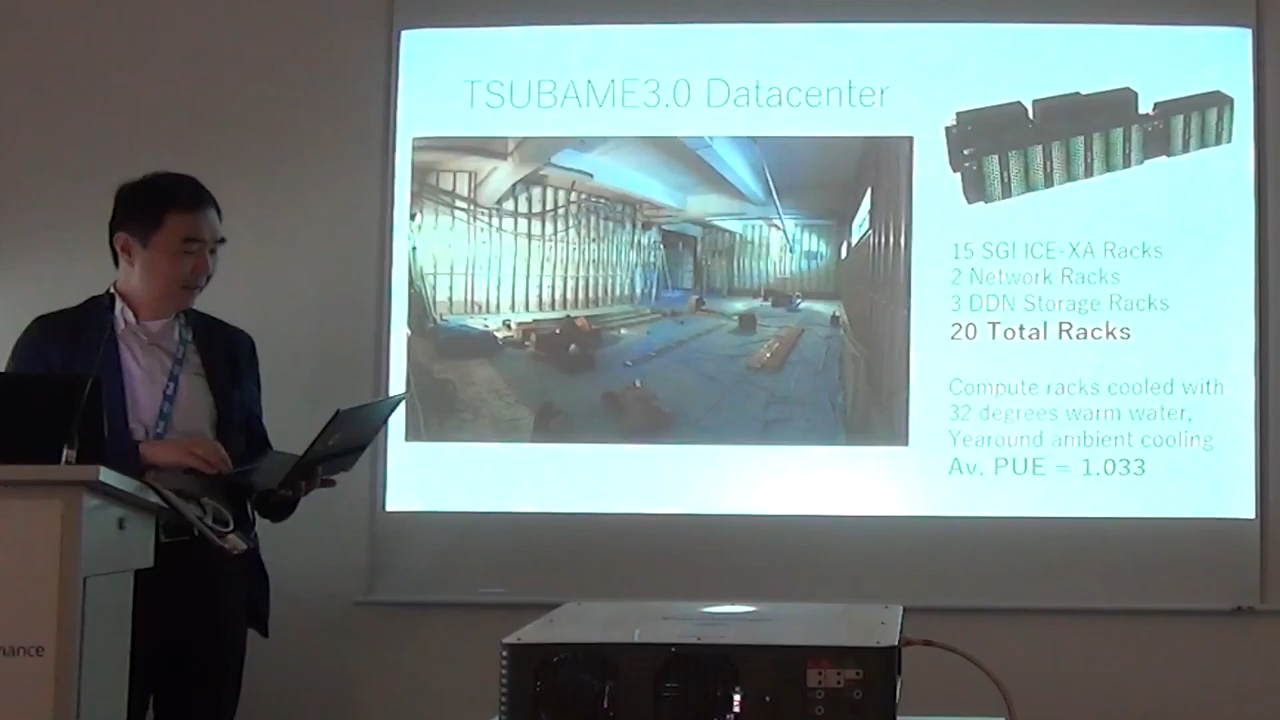 TSUBAME3.0 Datacenter
15 SGI ICE-XA Racks
2 Network Racks
3 DDN Storage Racks
20 Total Racks
Compute racks cooled with
32 degrees warm water,
Yearound ambient cooling
Av. PUE = 1.033